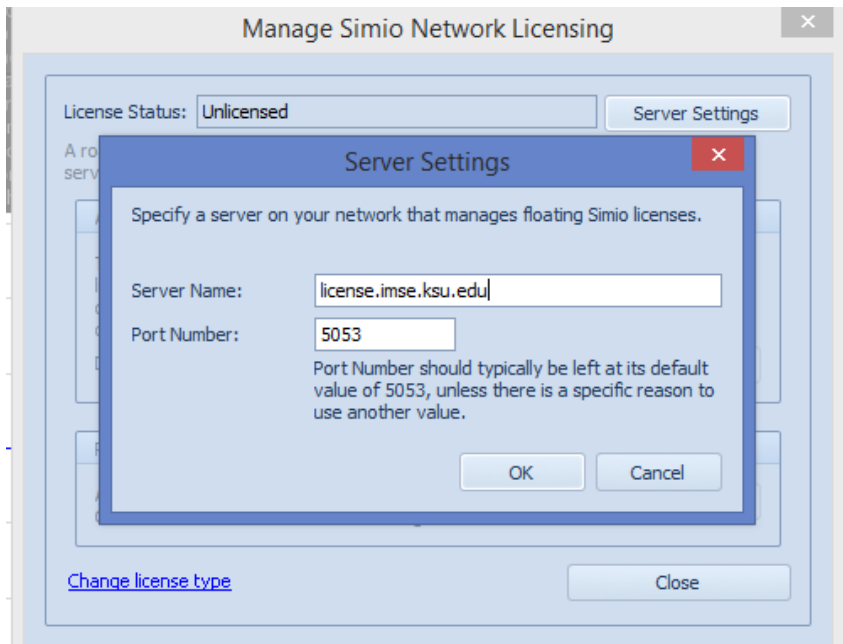 Manage Simio Network Licensing
License Status: Unlicensed Server Settings
A ro
serv
Server Settings
Specify a server on your network that manages floating Simio licenses.
Server Name: license.imse.ksu.edu
Port Number: 5053
Port Number should typically be left at its default
value of 5053, unless there is a specific reason to
use another value.
OK Cancel
Change license type Close